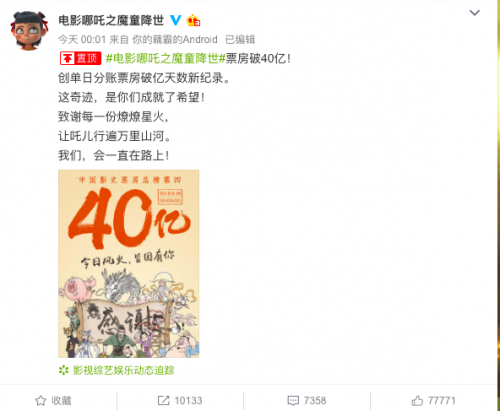 电影哪吒之魔童降世
今天 00:01 来自 你的藕霸的Android 已编辑
置顶 #电影哪吒之魔童降世#票房破40亿!
创单日分账票房破亿天数新纪录。
这奇迹，是你们成就了希望！
致谢每一份燎燎星火，
让吒儿行遍万里山河。
我们，会一直在路上！
中国影史票房总榜第四
40亿
今日风火，皆因有你
感谢
影视综艺娱乐动态追踪
收藏 10133 7358 77771